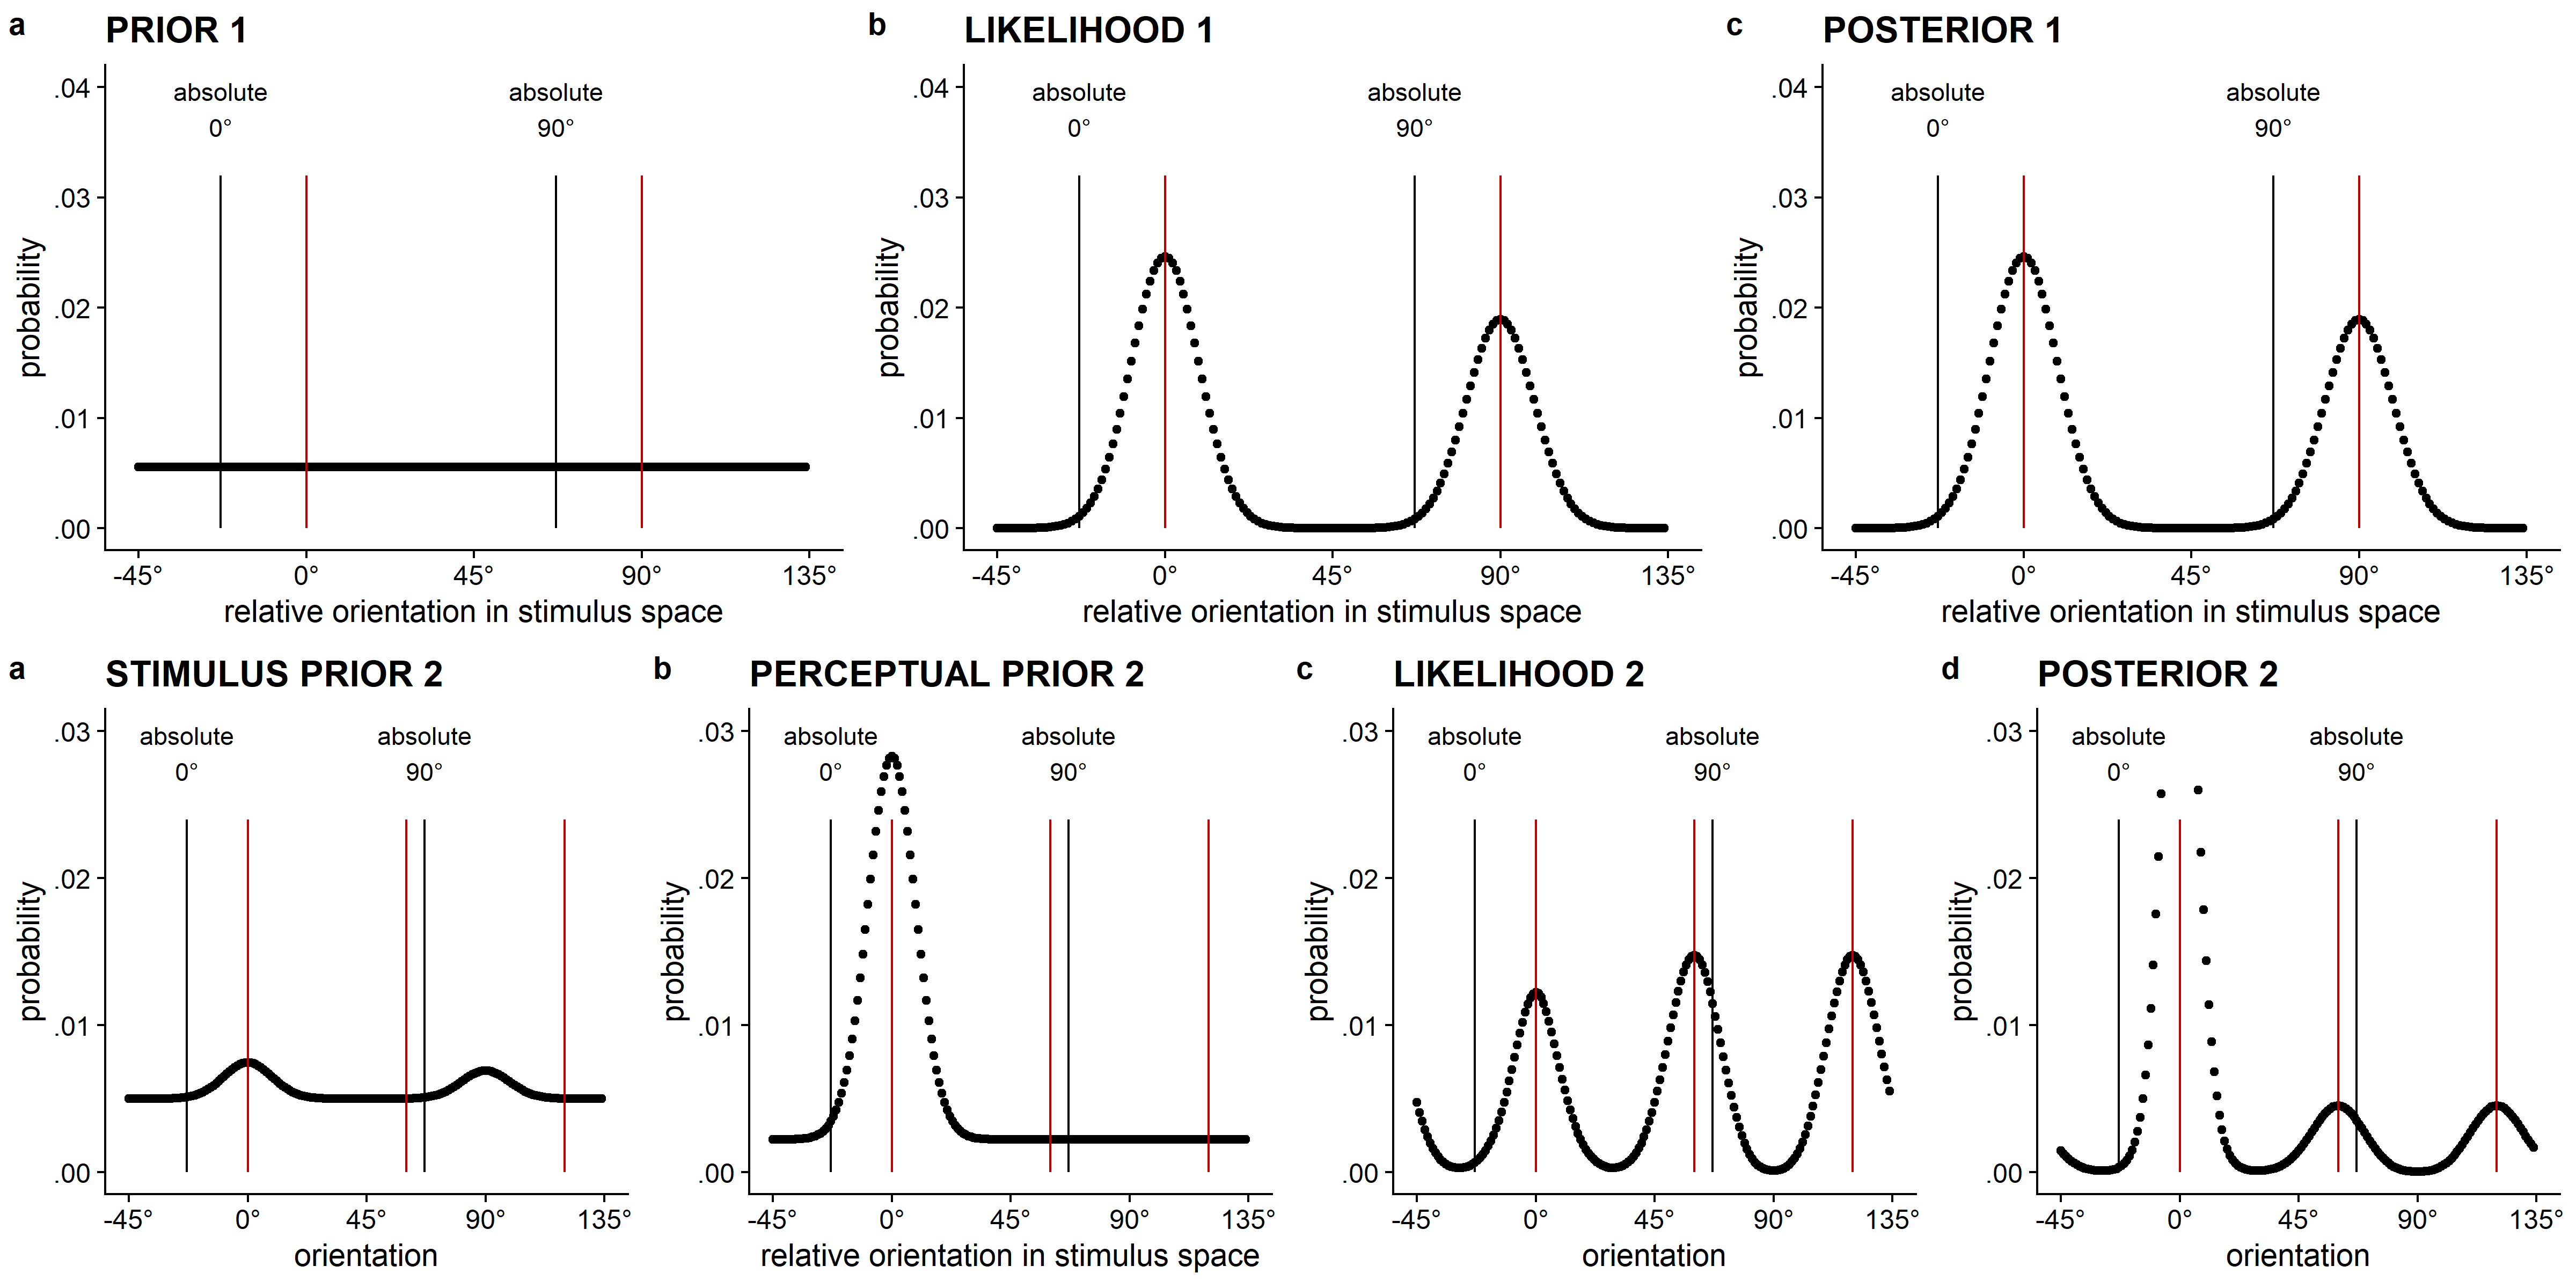 a PRIOR 1
absolute 0°
absolute 90°
.04
.03
.02
.01
.00
probability
-45° 0° 45° 90° 135°
relative orientation in stimulus space
b LIKELIHOOD 1
absolute 0°
absolute 90°
.04
.03
.02
.01
.00
probability
-45° 0° 45° 90° 135°
relative orientation in stimulus space
c POSTERIOR 1
absolute 0°
absolute 90°
.04
.03
.02
.01
.00
probability
-45° 0° 45° 90° 135°
relative orientation in stimulus space
a STIMULUS PRIOR 2
absolute 0°
absolute 90°
.03
.02
.01
.00
probability
-45° 0° 45° 90° 135°
orientation
b PERCEPTUAL PRIOR 2
absolute 0°
absolute 90°
.03
.02
.01
.00
probability
-45° 0° 45° 90° 135°
relative orientation in stimulus space
c LIKELIHOOD 2
absolute 0°
absolute 90°
.03
.02
.01
.00
probability
-45° 0° 45° 90° 135°
orientation
d POSTERIOR 2
absolute 0°
absolute 90°
.03
.02
.01
.00
probability
-45° 0° 45° 90° 135°
orientation